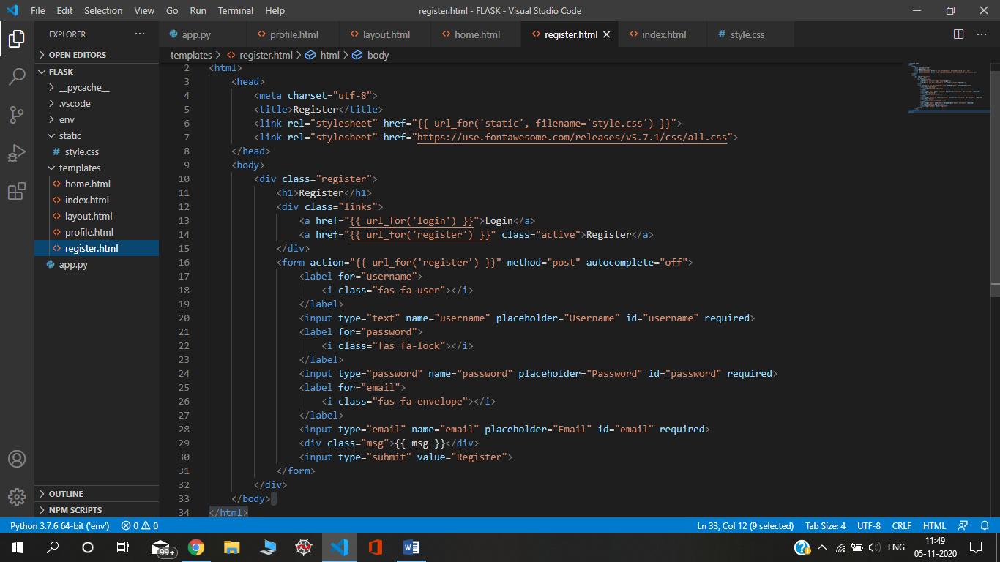 File Edit Selection View Go Run Terminal Help register.html - FLASK - Visual Studio Code
EXPLORER
app.py profile.html layout.html home.html register.html index.html # style.css
OPEN EDITORS
templates > register.html > html > body
FLASK
__pycache__
.vscode
env
static
# style.css
templates
home.html
index.html
layout.html
profile.html
register.html
app.py
OUTLINE
NPM SCRIPTS
2 <html>
3 <head>
4 <meta charset="utf-8">
5 <title>Register</title>
6 <link rel="stylesheet" href="{{ url_for('static', filename='style.css') }}">
7 <link rel="stylesheet" href="https://use.fontawesome.com/releases/v5.7.1/css/all.css">
8 </head>
9 <body>
10 <div class="register">
11 <h1>Register</h1>
12 <div class="links">
13 <a href="{{ url_for('login') }}">Login</a>
14 <a href="{{ url_for('register') }}" class="active">Register</a>
15 </div>
16 <form action="{{ url_for('register') }}" method="post" autocomplete="off">
17 <label for="username">
18 <i class="fas fa-user"></i>
19 </label>
20 <input type="text" name="username" placeholder="Username" id="username" required>
21 <label for="password">
22 <i class="fas fa-lock"></i>
23 </label>
24 <input type="password" name="password" placeholder="Password" id="password" required>
25 <label for="email">
26 <i class="fas fa-envelope"></i>
27 </label>
28 <input type="email" name="email" placeholder="Email" id="email" required>
29 <div class="msg">{{ msg }}</div>
30 <input type="submit" value="Register">
31 </form>
32 </div>
33 </body>
34 </html>
Python 3.7.6 64-bit ('env') 0 0 Ln 33, Col 12 (9 selected) Tab Size: 4 UTF-8 CRLF HTML
99+ ENG 11:49
05-11-2020